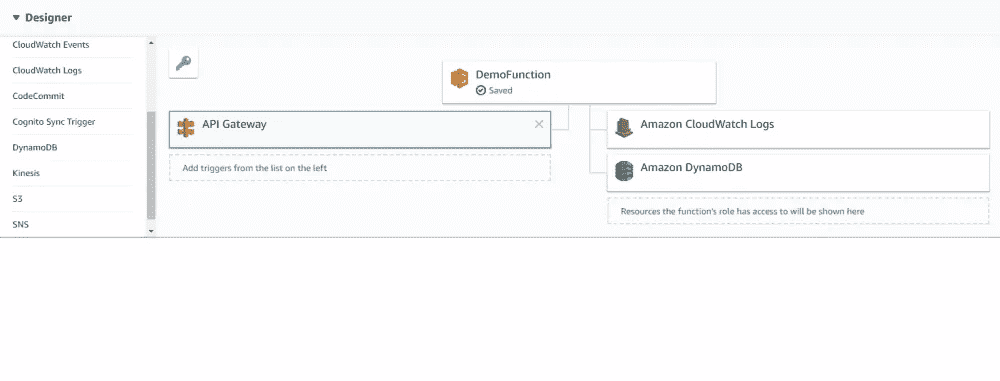 Designer
CloudWatch Events
CloudWatch Logs
CodeCommit
Cognito Sync Trigger
DynamoDB
Kinesis
S3
SNS
DemoFunction
Saved
API Gateway
Add triggers from the list on the left
Amazon CloudWatch Logs
Amazon DynamoDB
Resources the function's role has access to will be shown here